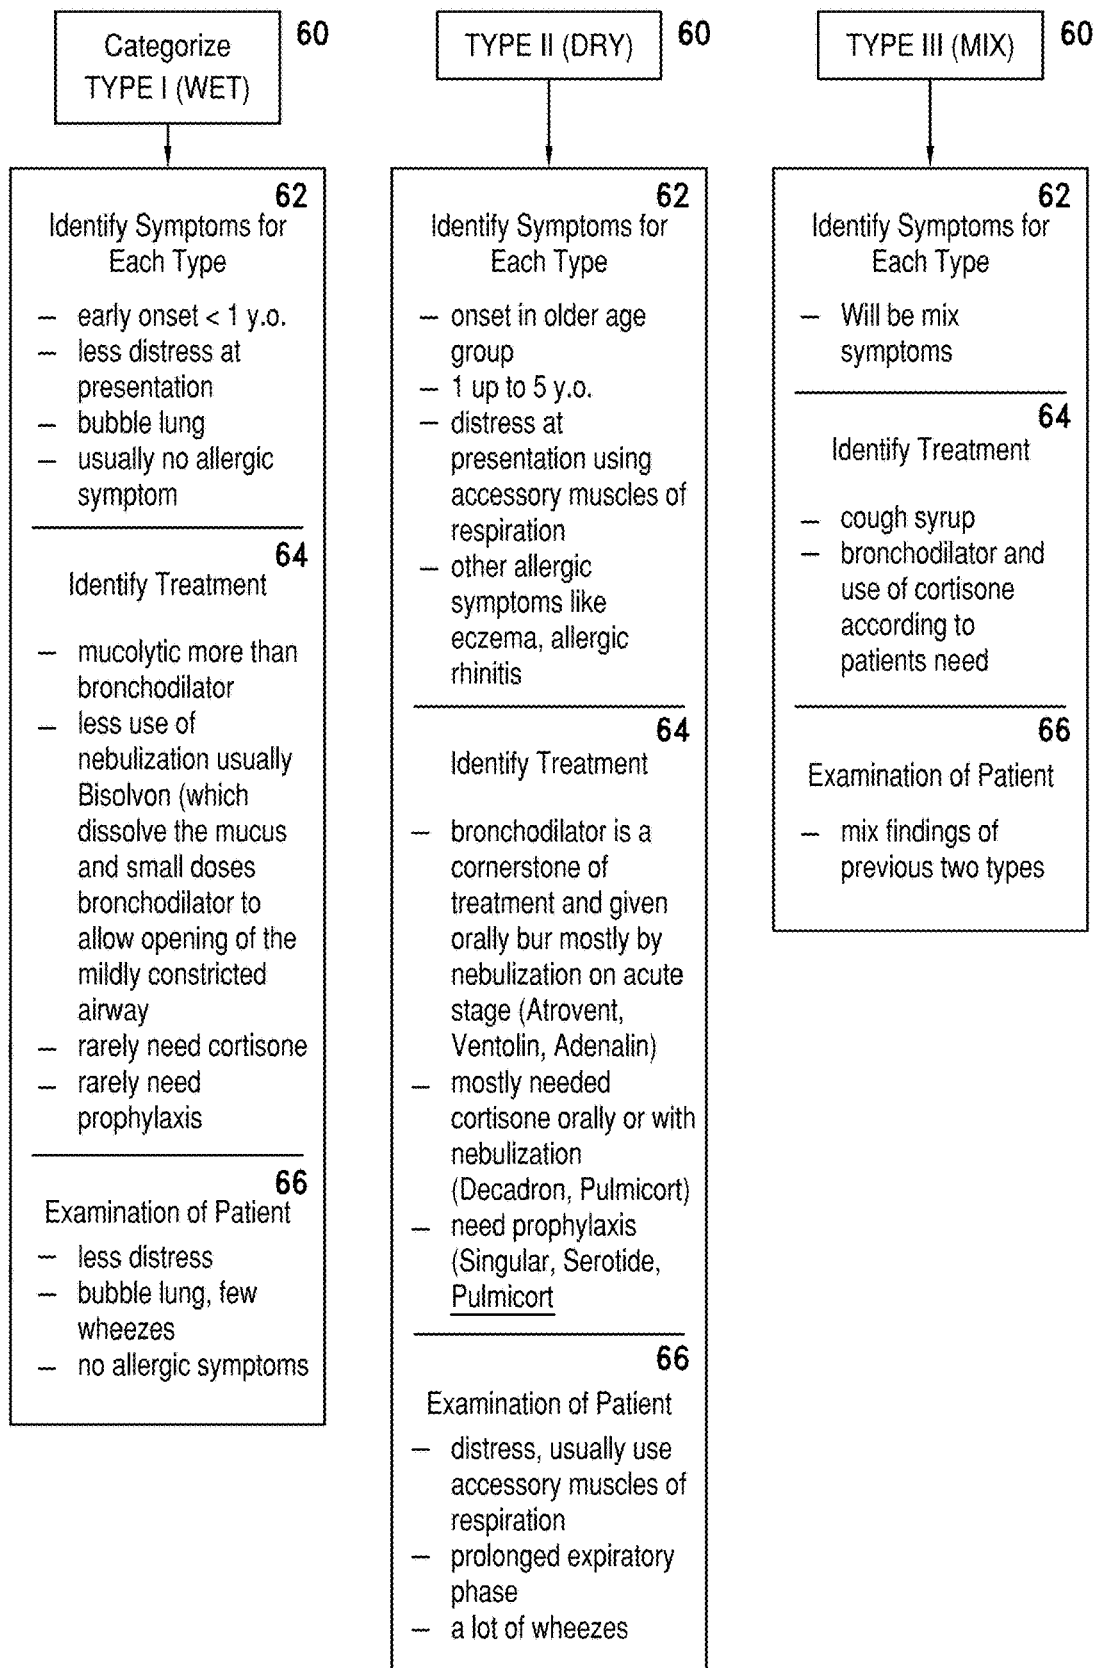 Categorize
TYPE I (WET)
60
62
Identify Symptoms for
Each Type
— early onset < 1 y.o.
— less distress at
presentation
— bubble lung
— usually no allergic
symptom
64
Identify Treatment
— mucolytic more than
bronchodilator
— less use of
nebulization usually
Bisolvon (which
dissolve the mucus
and small doses
bronchodilator to
allow opening of the
mildly constricted
airway
— rarely need cortisone
— rarely need
prophylaxis
66
Examination of Patient
— less distress
— bubble lung, few
wheezes
— no allergic symptoms
TYPE II (DRY)
60
62
Identify Symptoms for
Each Type
— onset in older age
group
— 1 up to 5 y.o.
— distress at
presentation using
accessory muscles of
respiration
— other allergic
symptoms like
eczema, allergic
rhinitis
64
Identify Treatment
— bronchodilator is a
cornerstone of
treatment and given
orally bur mostly by
nebulization on acute
stage (Atrovent,
Ventolin, Adenalin)
— mostly needed
cortisone orally or with
nebulization
(Decadron, Pulmicort)
— need prophylaxis
(Singular, Serotide,
Pulmicort
66
Examination of Patient
— distress, usually use
accessory muscles of
respiration
— prolonged expiratory
phase
— a lot of wheezes
TYPE III (MIX)
60
62
Identify Symptoms for
Each Type
— Will be mix
symptoms
64
Identify Treatment
— cough syrup
— bronchodilator and
use of cortisone
according to
patients need
66
Examination of Patient
— mix findings of
previous two types